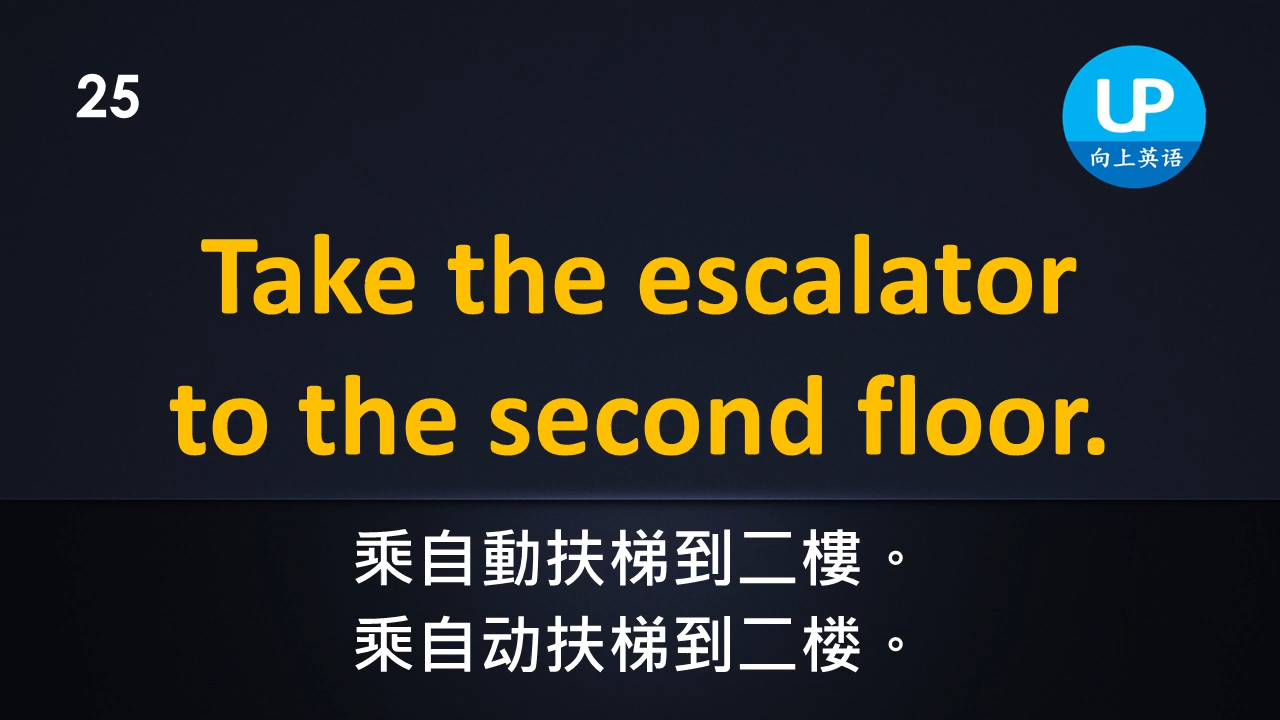 25
UP
向上英语
Take the escalator
to the second floor.
乘自動扶梯到二樓。
乘自动扶梯到二楼。